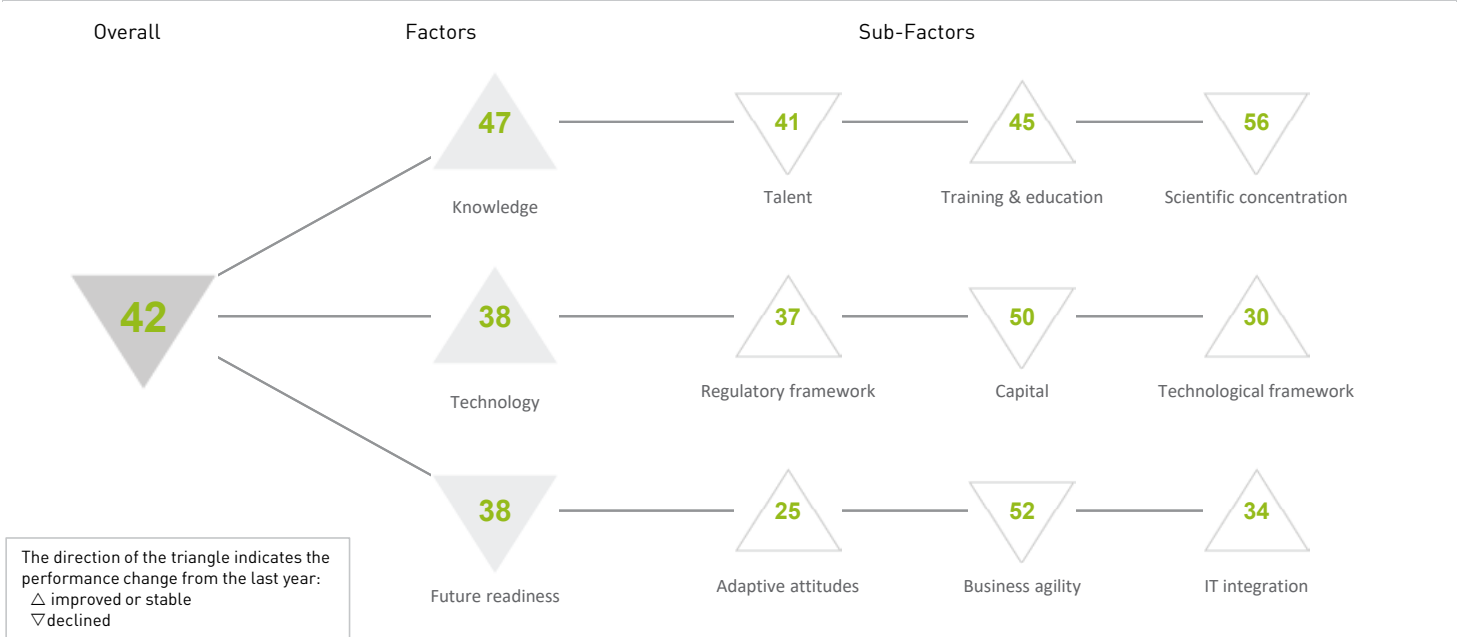 Overall
Factors
Sub-Factors
47
41
45
56
Knowledge
Talent
Training & education
Scientific concentration
42
38
37
50
30
Technology
Regulatory framework
Capital
Technological framework
38
25
52
34
Future readiness
Adaptive attitudes
Business agility
IT integration
The direction of the triangle indicates the
performance change from the last year:
△ improved or stable
▽ declined